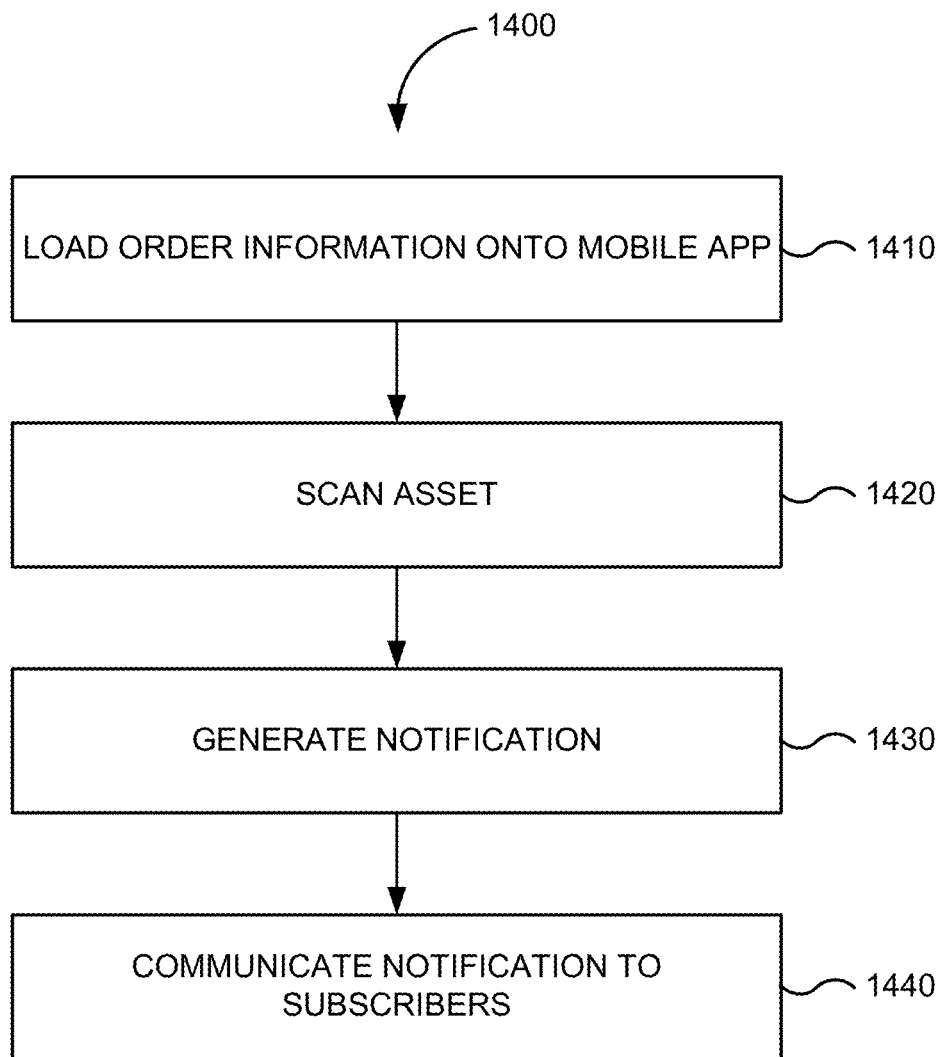 1400
LOAD ORDER INFORMATION ONTO MOBILE APP
1410
SCAN ASSET
1420
GENERATE NOTIFICATION
1430
COMMUNICATE NOTIFICATION TO
SUBSCRIBERS
1440